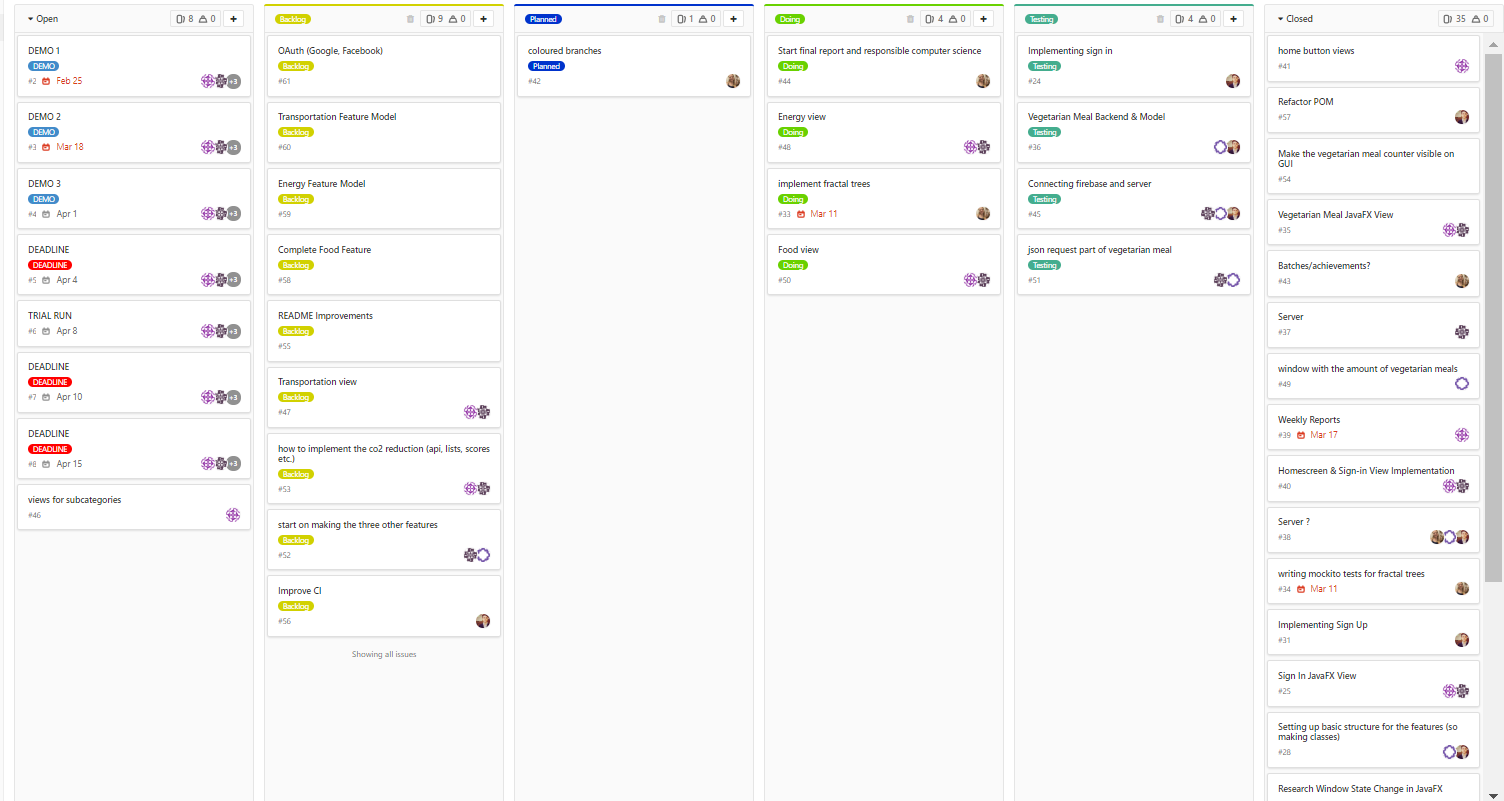 Open 8 0 +
DEMO 1
DEMO
#2 Feb 25 +3
DEMO 2
DEMO
#3 Mar 18 +3
DEMO 3
DEMO
#4 Apr 1 +3
DEADLINE
DEADLINE
#5 Apr 4 +3
TRIAL RUN
#6 Apr 8 +3
DEADLINE
DEADLINE
#7 Apr 10 +3
DEADLINE
DEADLINE
#8 Apr 15 +3
views for subcategories
#46
Backlog 9 0 +
OAuth (Google, Facebook)
Backlog
#61
Transportation Feature Model
Backlog
#60
Energy Feature Model
Backlog
#59
Complete Food Feature
Backlog
#58
README Improvements
Backlog
#55
Transportation view
Backlog
#47
how to implement the co2 reduction (api, lists, scores
etc.)
Backlog
#53
start on making the three other features
Backlog
#52
Improve CI
Backlog
#56
Showing all issues
Planned 1 0 +
coloured branches
Planned
#42
Doing 4 0 +
Start final report and responsible computer science
Doing
#44
Energy view
Doing
#48
implement fractal trees
Doing
#33 Mar 11
Food view
Doing
#50
Testing 4 0 +
Implementing sign in
Testing
#24
Vegetarian Meal Backend & Model
Testing
#36
Connecting firebase and server
Testing
#45
json request part of vegetarian meal
Testing
#51
Closed 35 0
home button views
#41
Refactor POM
#57
Make the vegetarian meal counter visible on
GUI
#54
Vegetarian Meal JavaFX View
#35
Batches/achievements?
#43
Server
#37
window with the amount of vegetarian meals
#49
Weekly Reports
#39 Mar 17
Homescreen & Sign-in View Implementation
#40
Server ?
#38
writing mockito tests for fractal trees
#34 Mar 11
Implementing Sign Up
#31
Sign In JavaFX View
#25
Setting up basic structure for the features (so
making classes)
#28
Research Window State Change in JavaFX